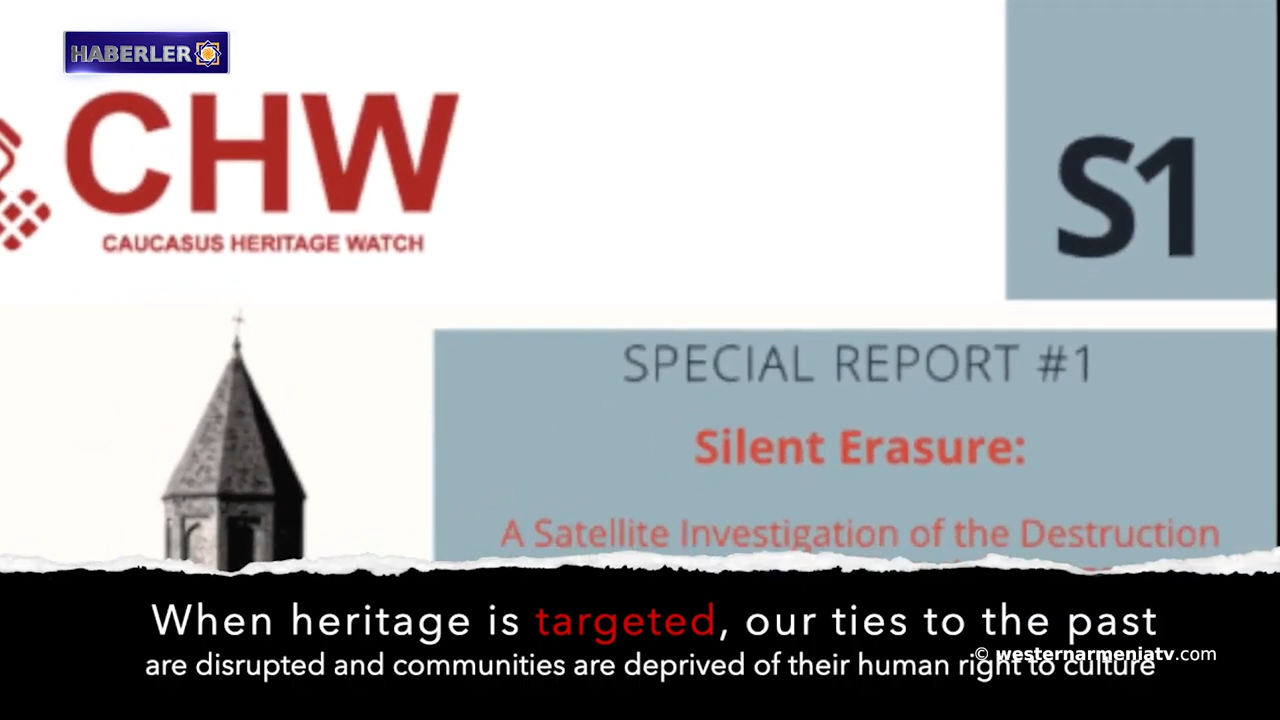 HABERLER
CHW
CAUCASUS HERITAGE WATCH
S1
SPECIAL REPORT #1
Silent Erasure:
A Satellite Investigation of the Destruction
When heritage is targeted, our ties to the past
are disrupted and communities are deprived of their human right to culture
© westernarmeniatv.com